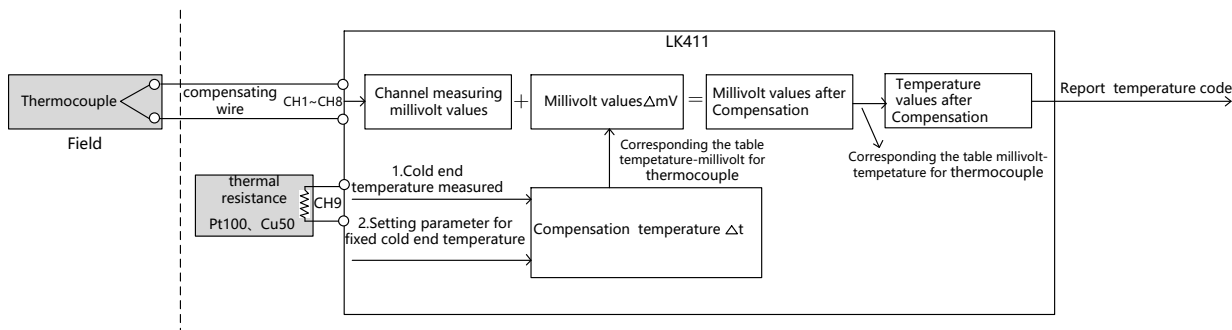 LK411
Thermocouple
Field
compensating
wire
CH1~CH8
Channel measuring
millivolt values
+
Millivolt values△mV
=
Millivolt values after
Compensation
Temperature
values after
Compensation
Report temperature code
Corresponding the table
tempetature-millivolt for
thermocouple
Corresponding the table millivolt-
tempetature for thermocouple
thermal
resistance
Pt100、Cu50
CH9
1.Cold end
temperature measured
2.Setting parameter for
fixed cold end temperature
Compensation temperature △t